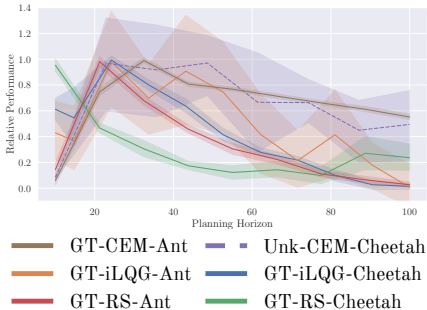 1.4
1.2
1.0
0.8
0.6
0.4
0.2
0.0
Relative Performance
20 40 60 80 100
Planning Horizon
GT-CEM-Ant Unk-CEM-Cheetah
GT-iLQG-Ant GT-iLQG-Cheetah
GT-RS-Ant GT-RS-Cheetah